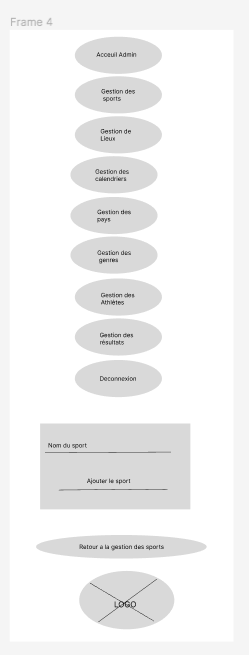 Frame 4
Acceuil Admin
Gestion des
sports
Gestion de
Lieux
Gestion des
calendriers
Gestion des
pays
Gestion des
genres
Gestion des
Athlètes
Gestion des
résultats
Deconnexion
Nom du sport
Ajouter le sport
Retour a la gestion des sports
LOGO